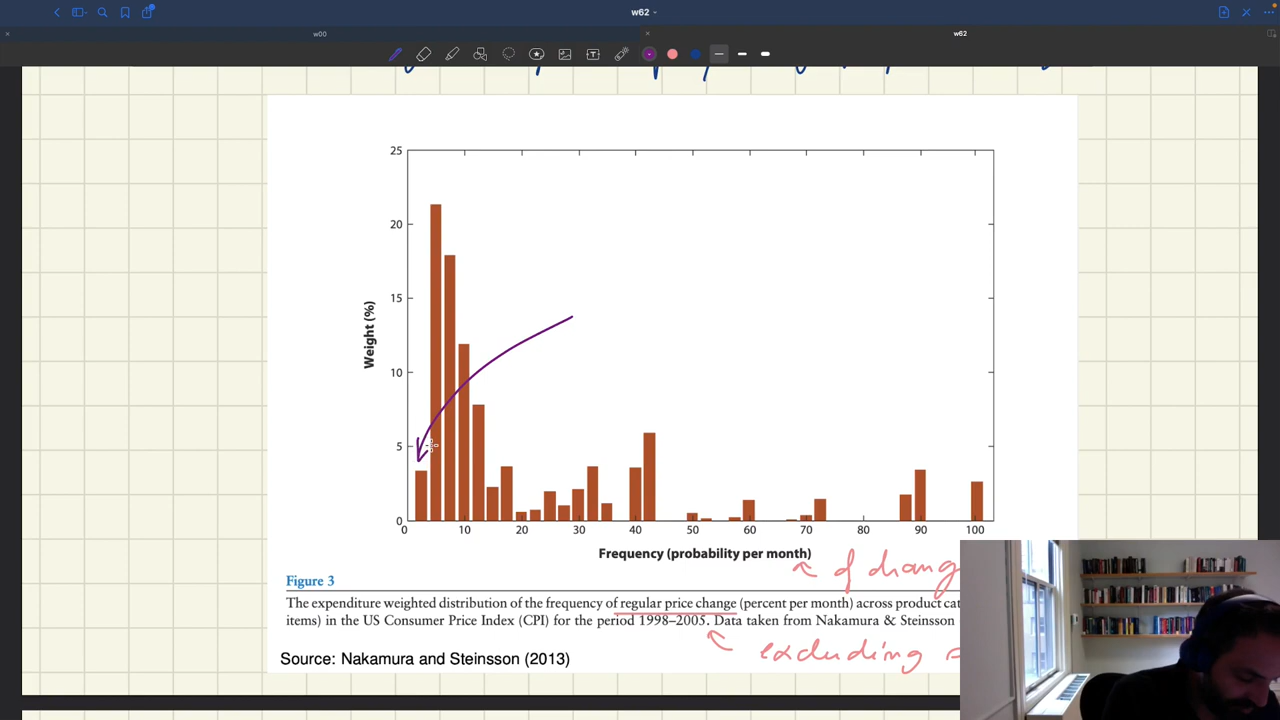 w62
w00
w62
25
20
15
10
5
0
Weight (%)
0 10 20 30 40 50 60 70 80 90 100
Frequency (probability per month)
of chang
Figure 3
The expenditure weighted distribution of the frequency of regular price change (percent per month) across product cat
items) in the US Consumer Price Index (CPI) for the period 1998–2005. Data taken from Nakamura & Steinsson
excluding
Source: Nakamura and Steinsson (2013)